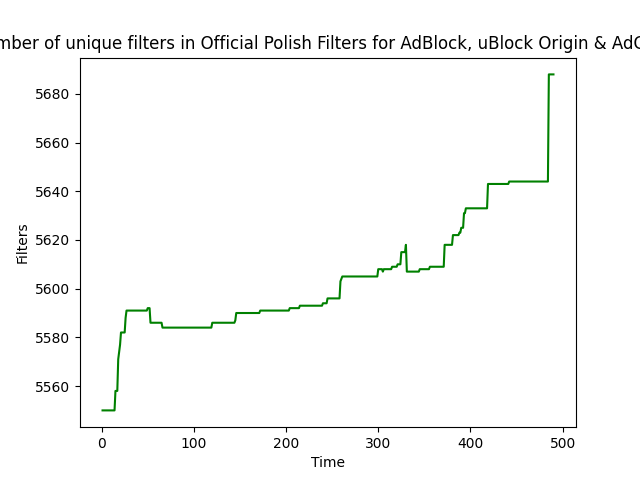 mber of unique filters in Official Polish Filters for AdBlock, uBlock Origin & AdG
5680
5660
5640
5620
5600
5580
5560
Filters
0 100 200 300 400 500
Time